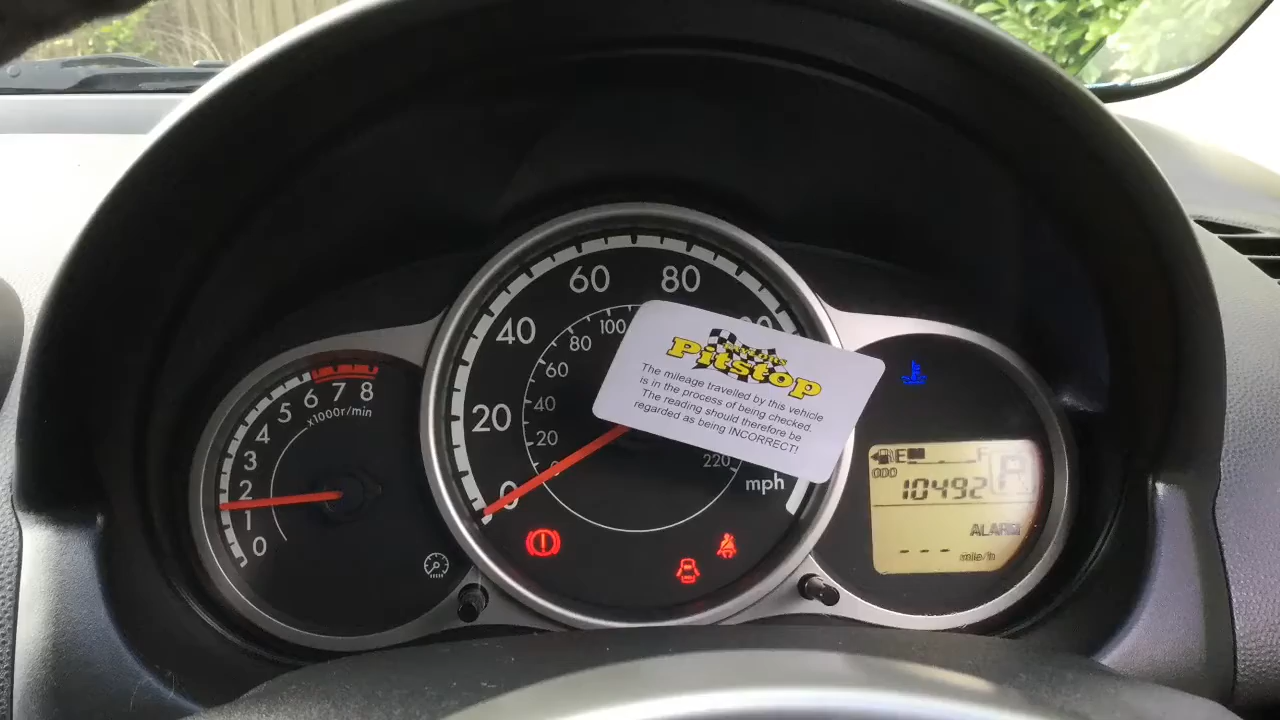 0
1
2
3
4
5
6
7
8
x1000r/min
0
20
40
60
80
0
20
40
60
80
100
220
mph
Pitstop
The mileage travelled by this vehicle
is in the process of being checked.
The reading should therefore be
regarded as being INCORRECT!
E F
ODO
10492
P
ALARM
--- mile/h